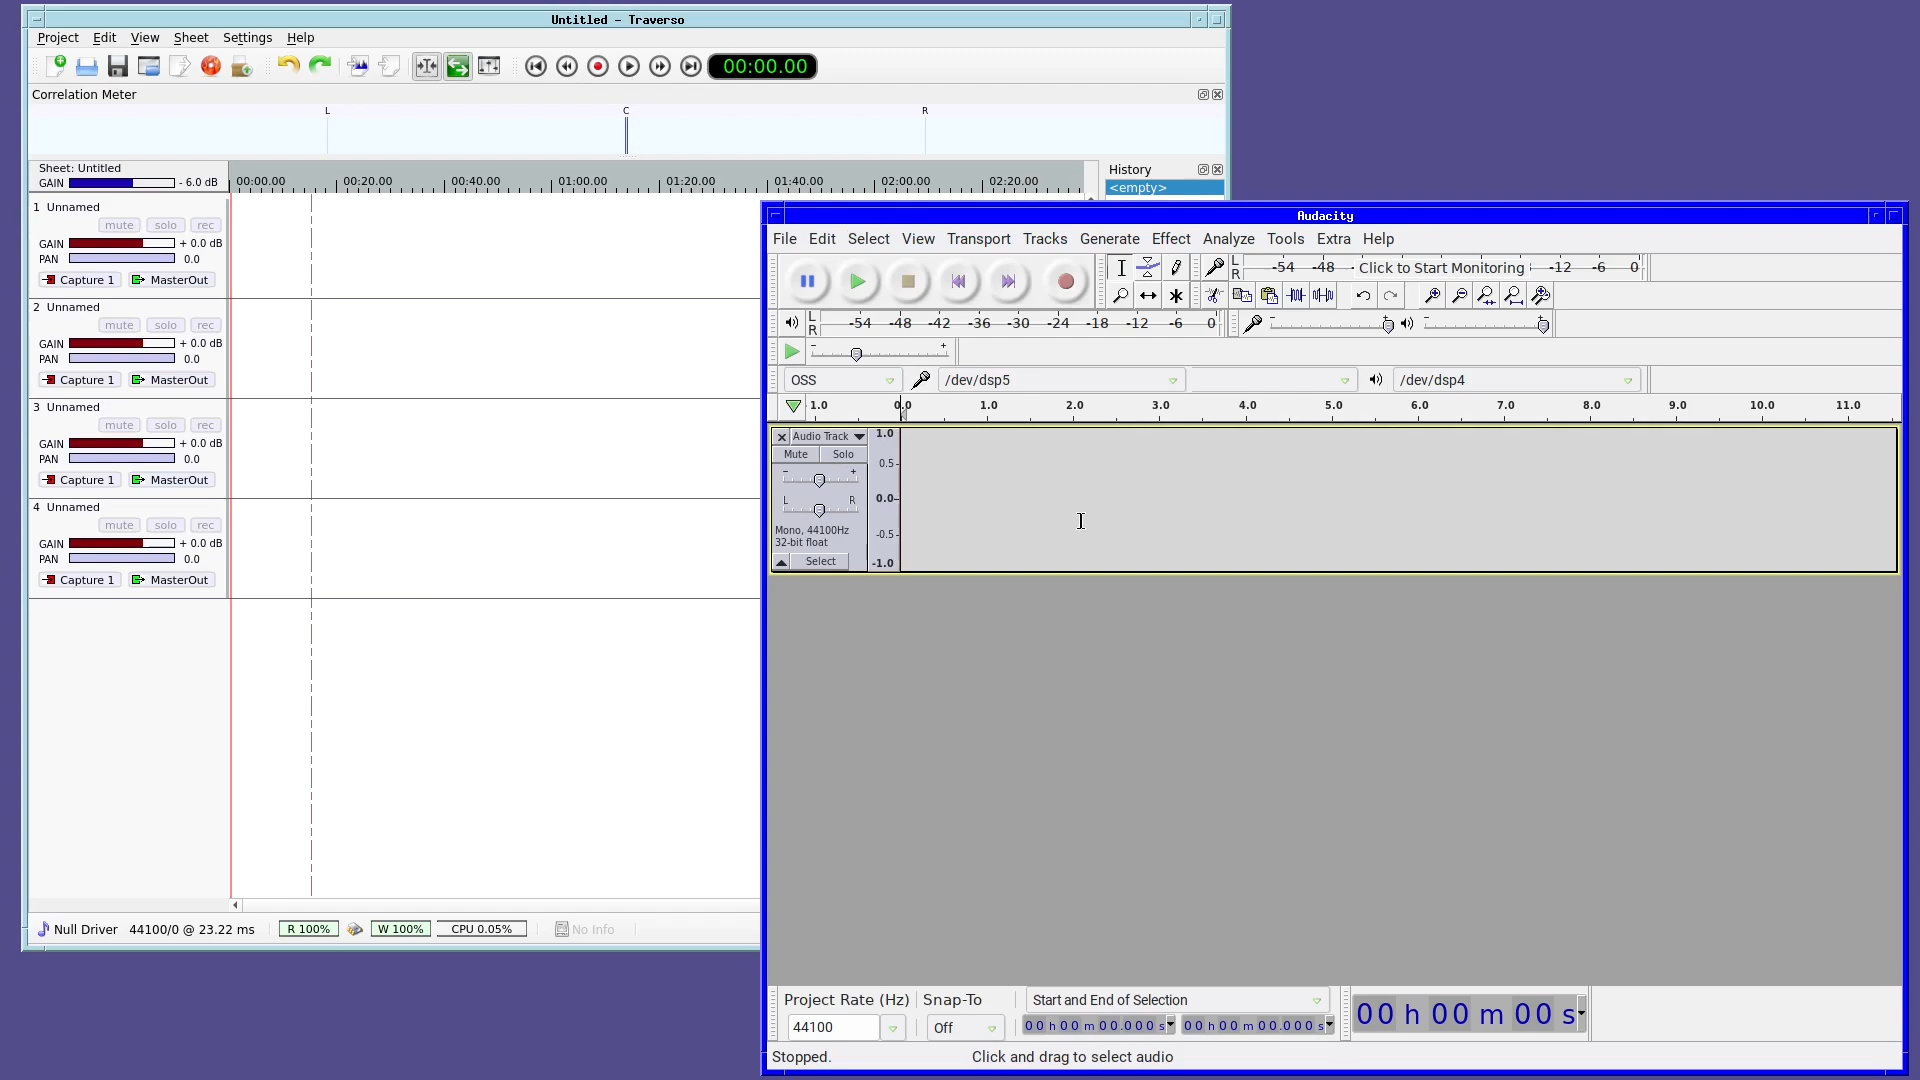 Untitled – Traverso
Project Edit View Sheet Settings Help
00:00.00
Correlation Meter
L C R
Sheet: Untitled
GAIN - 6.0 dB
00:00.00 00:20.00 00:40.00 01:00.00 01:20.00 01:40.00 02:00.00 02:20.00
History
<empty>
1 Unnamed
mute solo rec
GAIN + 0.0 dB
PAN 0.0
Capture 1 MasterOut
2 Unnamed
mute solo rec
GAIN + 0.0 dB
PAN 0.0
Capture 1 MasterOut
3 Unnamed
mute solo rec
GAIN + 0.0 dB
PAN 0.0
Capture 1 MasterOut
4 Unnamed
mute solo rec
GAIN + 0.0 dB
PAN 0.0
Capture 1 MasterOut
Null Driver 44100/0 @ 23.22 ms R 100% W 100% CPU 0.05% No Info
Audacity
File Edit Select View Transport Tracks Generate Effect Analyze Tools Extra Help
L
R
-54 -48 Click to Start Monitoring -12 -6 0
L
R
-54 -48 -42 -36 -30 -24 -18 -12 -6 0
- +
- +
- +
OSS /dev/dsp5 /dev/dsp4
1.0 0.0 1.0 2.0 3.0 4.0 5.0 6.0 7.0 8.0 9.0 10.0 11.0
Audio Track
Mute Solo
- +
L R
Mono, 44100Hz
32-bit float
Select
1.0
0.5
0.0
-0.5
-1.0
Project Rate (Hz) Snap-To Start and End of Selection
44100 Off 00 h 00 m 00.000 s 00 h 00 m 00.000 s
00 h 00 m 00 s
Stopped. Click and drag to select audio